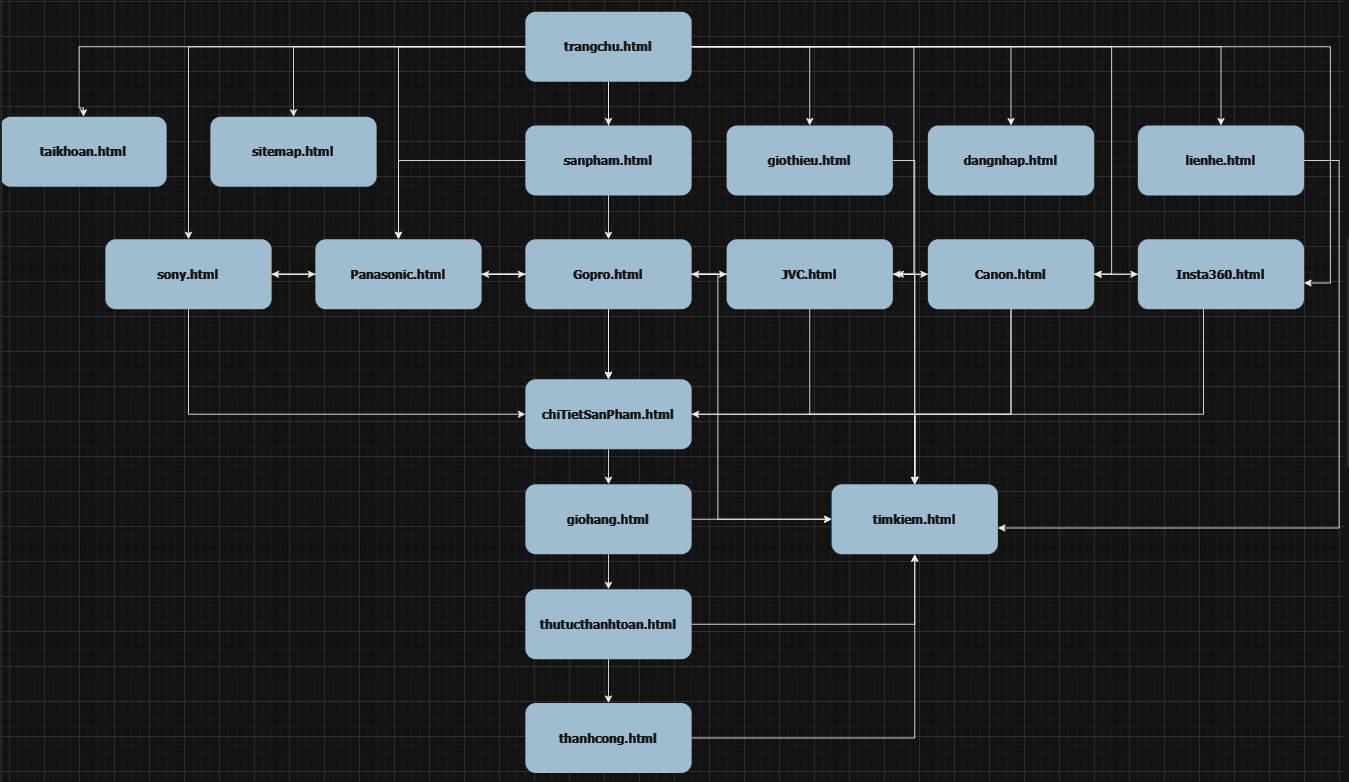 trangchu.html
taikhoan.html
sitemap.html
sanpham.html
giothieu.html
dangnhap.html
lienhe.html
sony.html
Panasonic.html
Gopro.html
JVC.html
Canon.html
Insta360.html
chiTietSanPham.html
giohang.html
timkiem.html
thutucthanhtoan.html
thanhcong.html